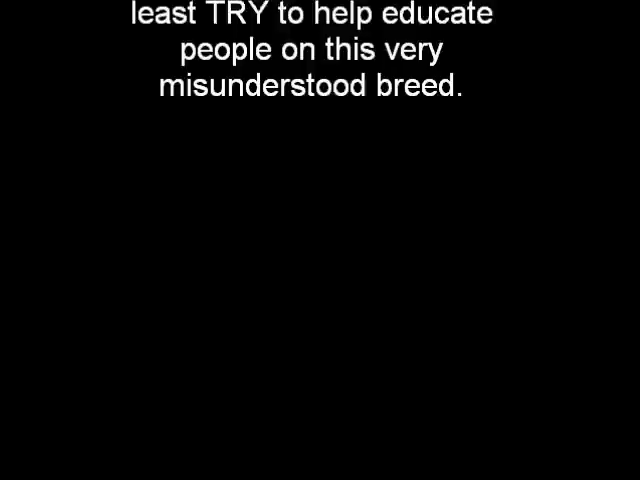 least TRY to help educate
people on this very
misunderstood breed.